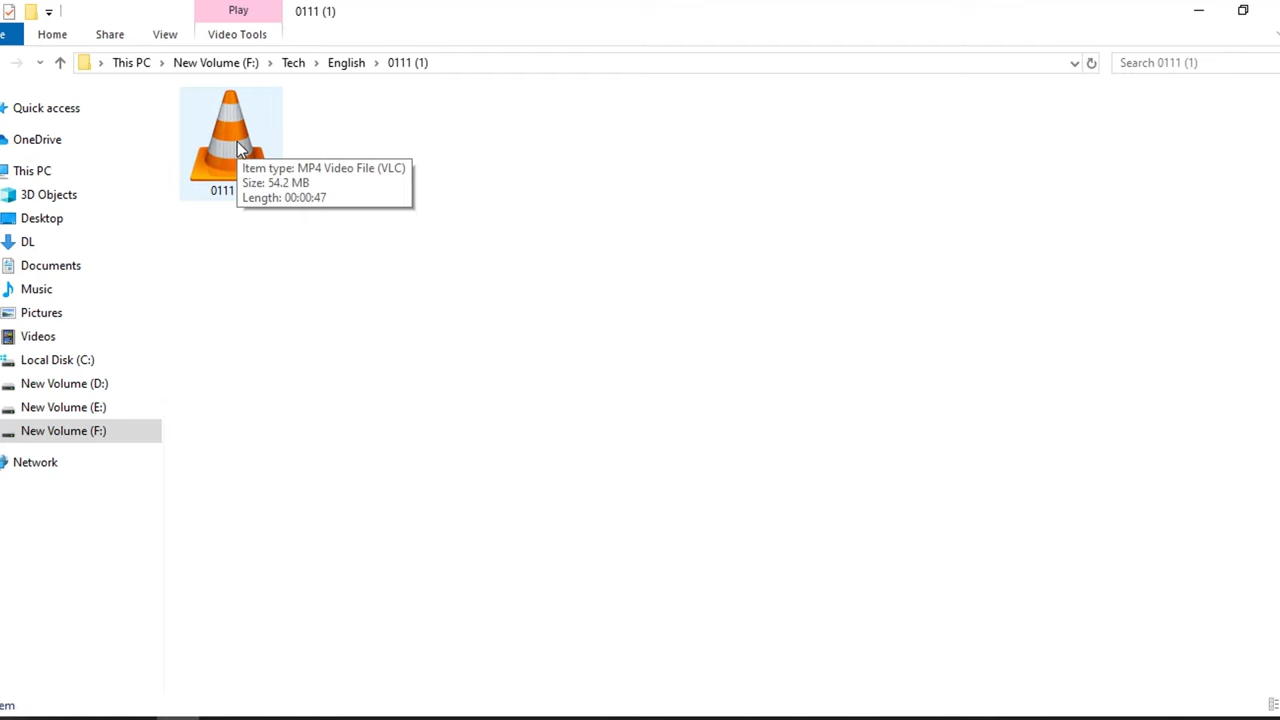 Play
0111 (1)
e
Home
Share
View
Video Tools
This PC > New Volume (F:) > Tech > English > 0111 (1)
Search 0111 (1)
Quick access
OneDrive
This PC
3D Objects
Desktop
DL
Documents
Music
Pictures
Videos
Local Disk (C:)
New Volume (D:)
New Volume (E:)
New Volume (F:)
Network
0111
Item type: MP4 Video File (VLC)
Size: 54.2 MB
Length: 00:00:47
em